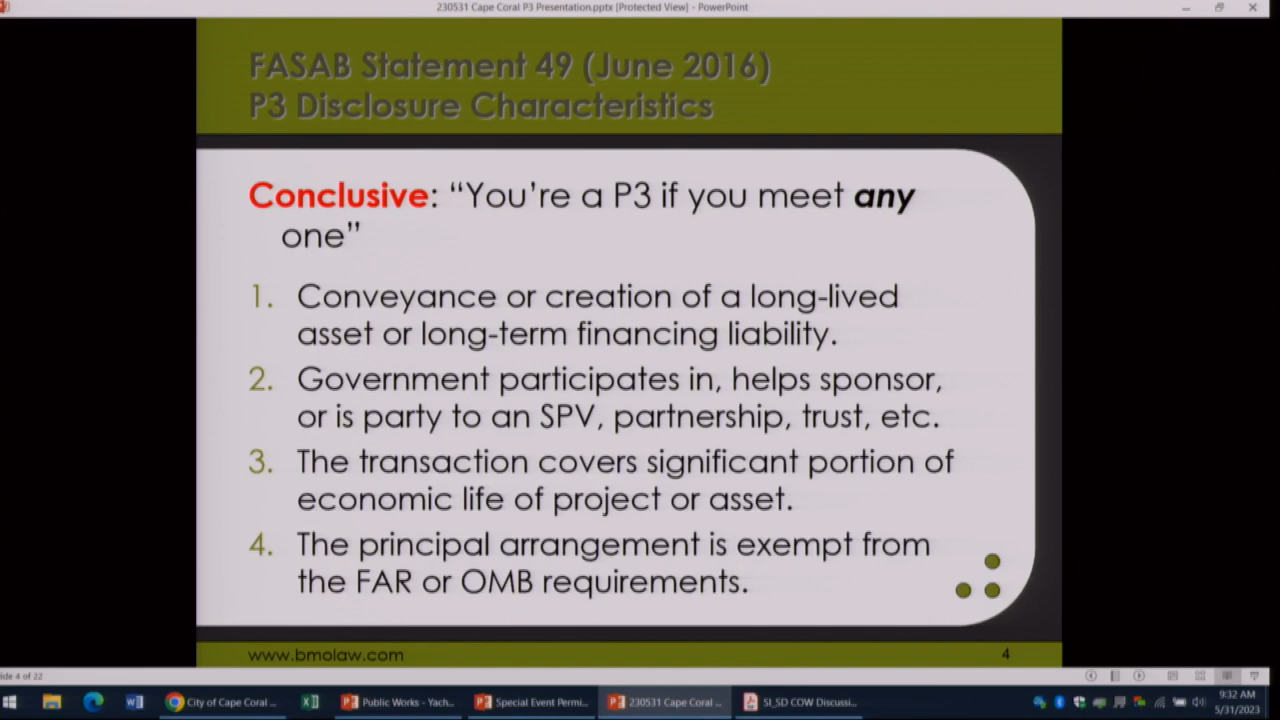 230531 Cape Coral P3 Presentation.pptx [Protected View] - PowerPoint
FASAB Statement 49 (June 2016)
P3 Disclosure Characteristics
Conclusive: “You’re a P3 if you meet any
one”
1. Conveyance or creation of a long-lived
asset or long-term financing liability.
2. Government participates in, helps sponsor,
or is party to an SPV, partnership, trust, etc.
3. The transaction covers significant portion of
economic life of project or asset.
4. The principal arrangement is exempt from
the FAR or OMB requirements.
www.bmolaw.com 4
lide 4 of 22
City of Cape Coral ... Public Works - Yach... Special Event Permi... 230531 Cape Coral ... SI_5D COW Discussi...
9:32 AM
5/31/2023